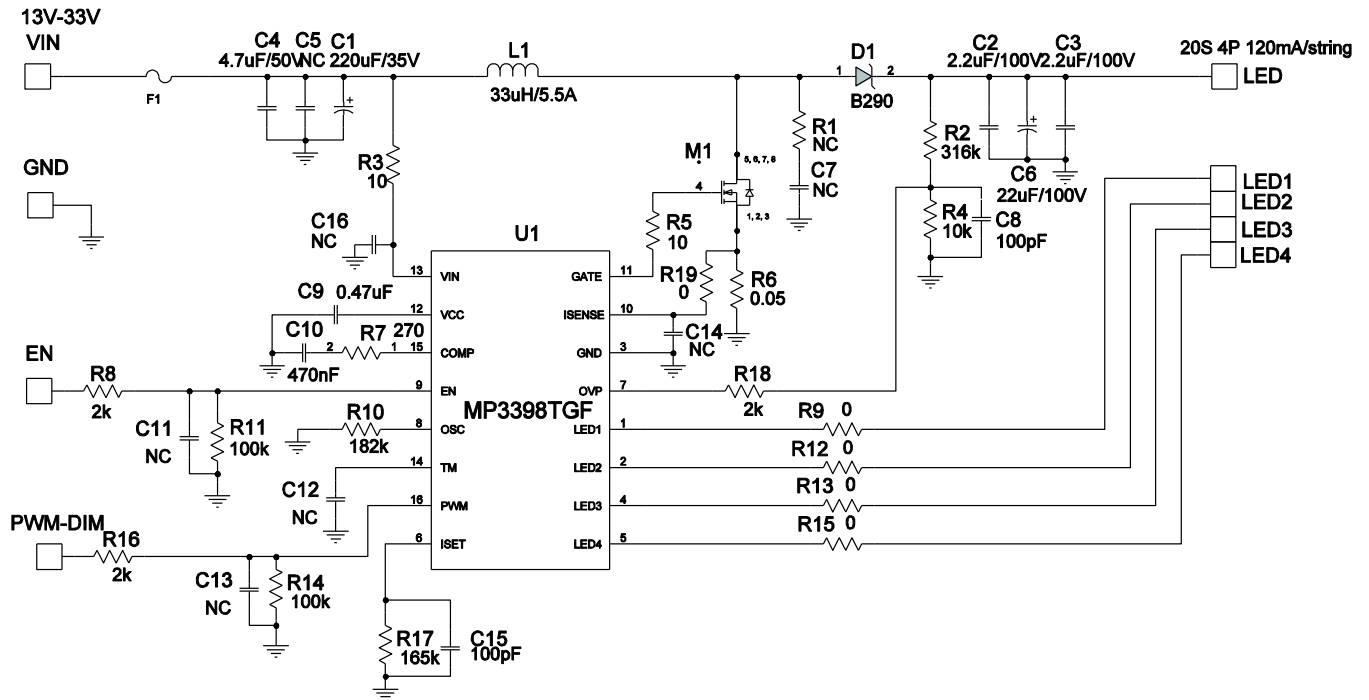 13V-33V
VIN
F1
C4
4.7uF/50V
C5
NC
C1
220uF/35V
+
L1
33uH/5.5A
1
D1
2
B290
C2
2.2uF/100V
C3
2.2uF/100V
+
20S 4P 120mA/string
LED
R1
NC
C7
NC
R2
316k
C6
22uF/100V
GND
R3
10
M1
5, 6, 7, 8
4
1, 2, 3
R4
10k
C8
100pF
LED1
LED2
LED3
LED4
C16
NC
R5
10
R19
0
R6
0.05
U1
MP3398TGF
13 VIN
12 VCC
15 COMP
9 EN
8 OSC
14 TM
16 PWM
6 ISET
GATE 11
ISENSE 10
GND 3
OVP 7
LED1 1
LED2 2
LED3 4
LED4 5
C9 0.47uF
C10
470nF
2
R7 270
1
C14
NC
EN
R8
2k
C11
NC
R11
100k
R10
182k
R18
2k
R9 0
R12 0
R13 0
R15 0
C12
NC
PWM-DIM
R16
2k
C13
NC
R14
100k
R17
165k
C15
100pF